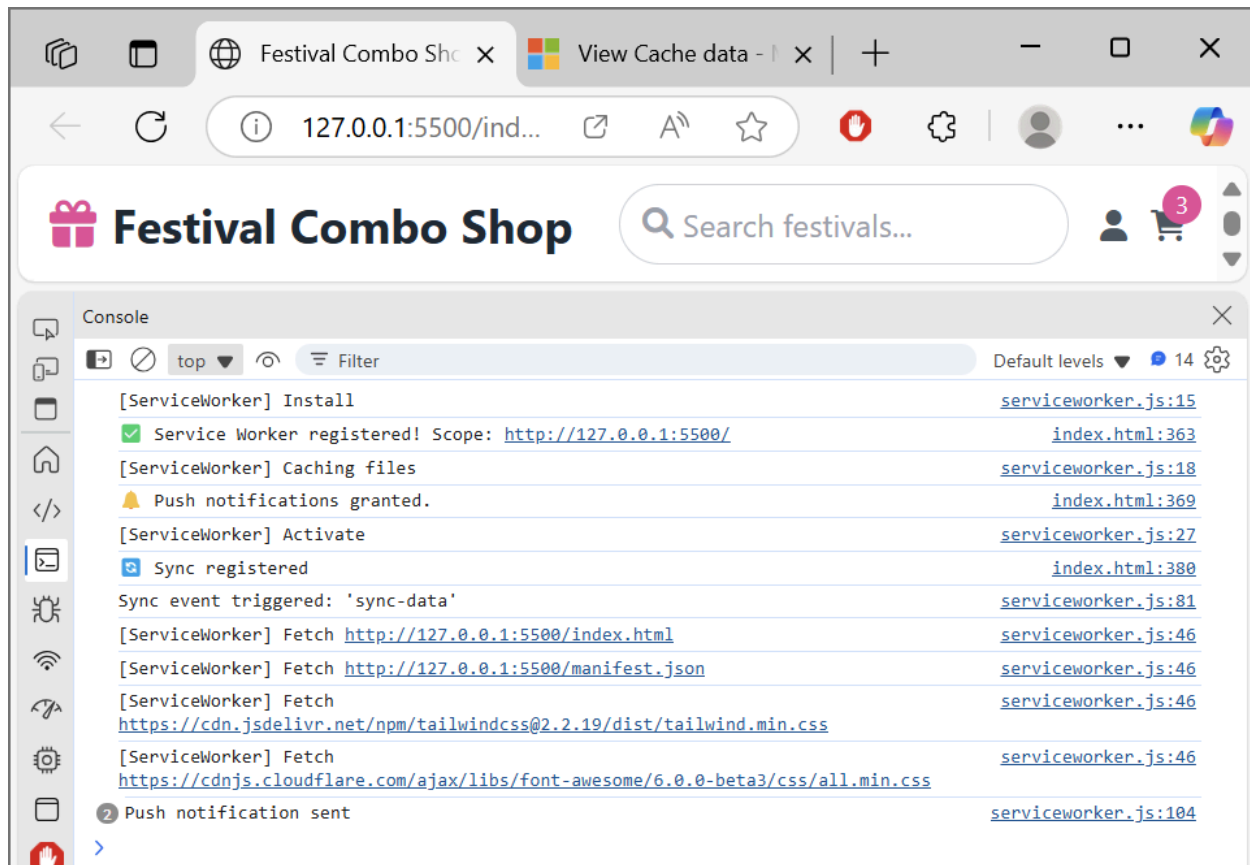 Festival Combo Sho
View Cache data - M
127.0.0.1:5500/ind...
Festival Combo Shop
Search festivals...
3
Console
top
Filter
Default levels
14
[ServiceWorker] Install serviceworker.js:15
✅ Service Worker registered! Scope: http://127.0.0.1:5500/ index.html:363
[ServiceWorker] Caching files serviceworker.js:18
🔔 Push notifications granted. index.html:369
[ServiceWorker] Activate serviceworker.js:27
🔄 Sync registered index.html:380
Sync event triggered: 'sync-data' serviceworker.js:81
[ServiceWorker] Fetch http://127.0.0.1:5500/index.html serviceworker.js:46
[ServiceWorker] Fetch http://127.0.0.1:5500/manifest.json serviceworker.js:46
[ServiceWorker] Fetch serviceworker.js:46
https://cdn.jsdelivr.net/npm/tailwindcss@2.2.19/dist/tailwind.min.css
[ServiceWorker] Fetch serviceworker.js:46
https://cdnjs.cloudflare.com/ajax/libs/font-awesome/6.0.0-beta3/css/all.min.css
2 Push notification sent serviceworker.js:104